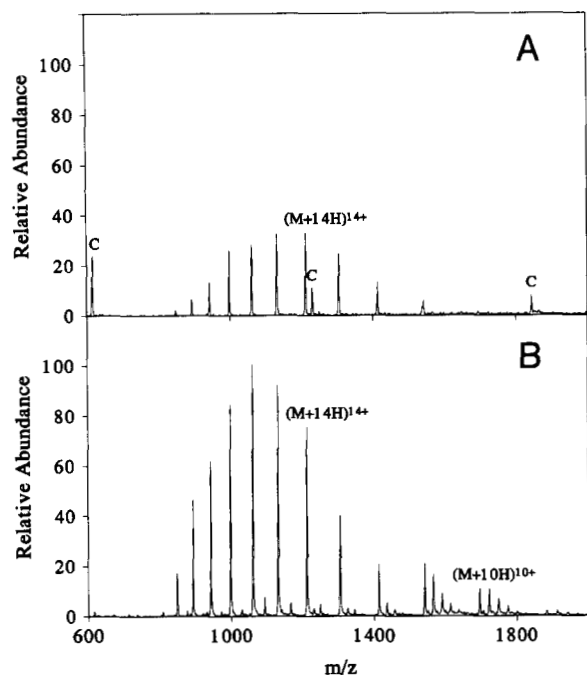 A
100
80
60
40
20
0
Relative Abundance
C
(M+14H)14+
C
C
B
100
80
60
40
20
0
Relative Abundance
(M+14H)14+
(M+10H)10+
600
1000
1400
1800
m/z